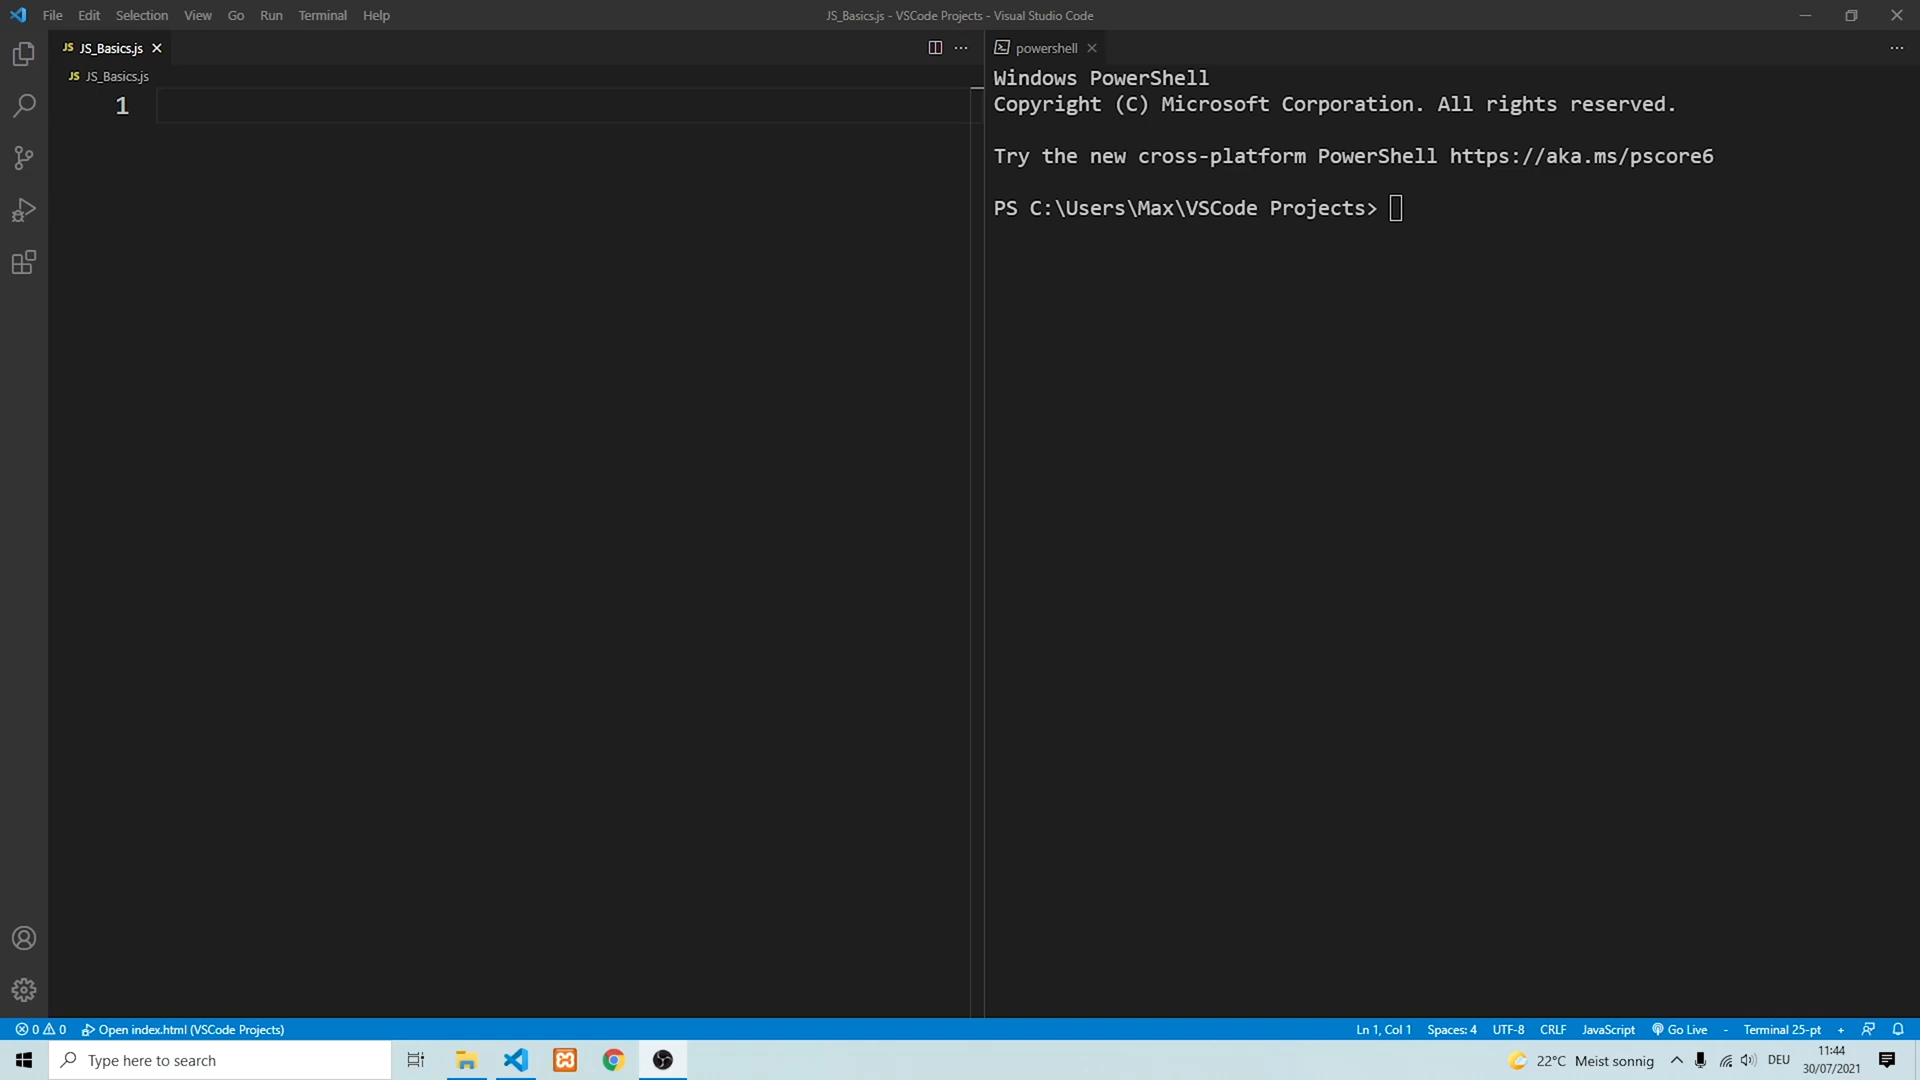 File Edit Selection View Go Run Terminal Help
JS_Basics.js - VSCode Projects - Visual Studio Code
JS JS_Basics.js
powershell
JS JS_Basics.js
1
Windows PowerShell
Copyright (C) Microsoft Corporation. All rights reserved.
Try the new cross-platform PowerShell https://aka.ms/pscore6
PS C:\Users\Max\VSCode Projects>
0 0 Open index.html (VSCode Projects)
Ln 1, Col 1 Spaces: 4 UTF-8 CRLF JavaScript Go Live - Terminal 25-pt +
Type here to search
22°C Meist sonnig
DEU
11:44
30/07/2021